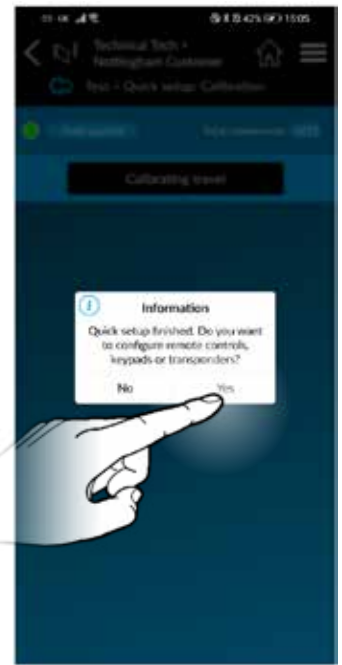 Technical Tech +
Nottingham Customer
Test + Quick setup: Calibration
Calibrating travel
Information
Quick setup finished. Do you want
to configure remote controls,
keypads or transponders?
No Yes